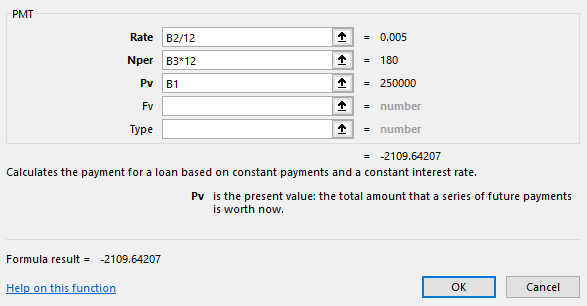 PMT
Rate B2/12 = 0.005
Nper B3*12 = 180
Pv B1 = 250000
Fv = number
Type = number
= -2109.64207
Calculates the payment for a loan based on constant payments and a constant interest rate.
Pv is the present value: the total amount that a series of future payments
is worth now.
Formula result = -2109.64207
Help on this function OK Cancel